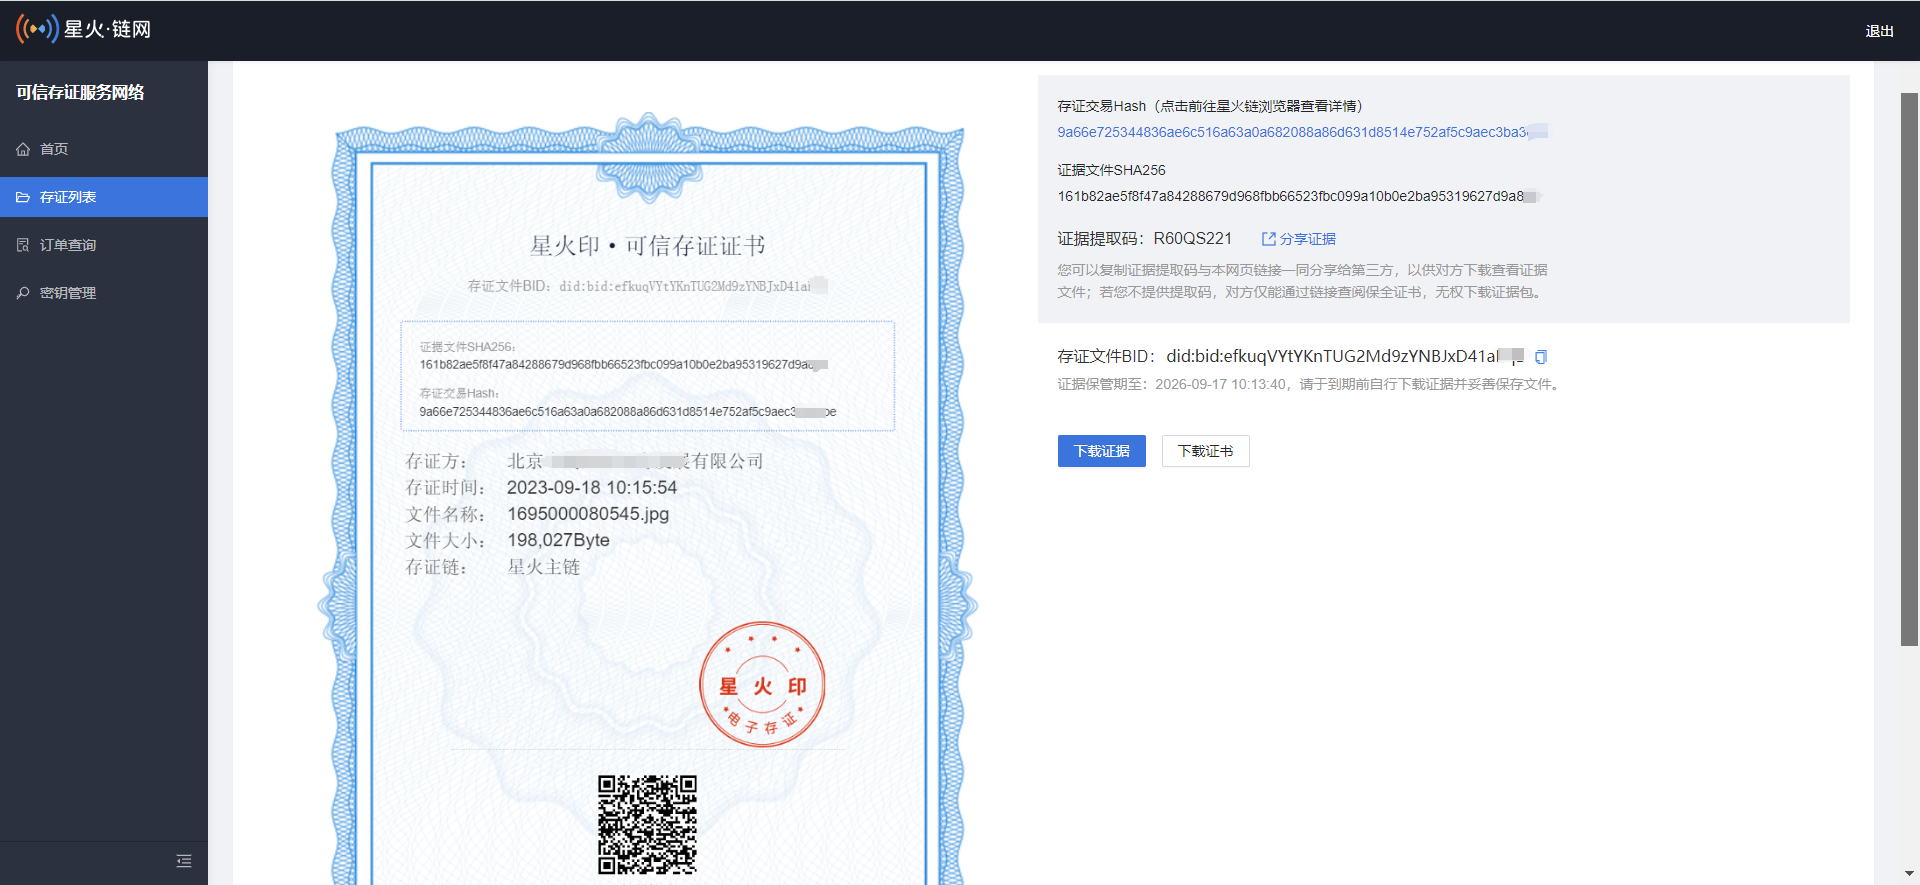 星火·链网
退出
可信存证服务网络
首页
存证列表
订单查询
密钥管理
星火印•可信存证证书
存证文件BID：did:bid:efkuqVYtYKnTUG2Md9zYNBJxD41ai
证据文件SHA256：
161b82ae5f8f47a84288679d968fbb66523fbc099a10b0e2ba95319627d9a
存证交易Hash：
9a66e725344836ae6c516a63a0a682088a86d631d8514e752af5c9aec3
存证方： 北京 有限公司
存证时间： 2023-09-18 10:15:54
文件名称： 1695000080545.jpg
文件大小： 198,027Byte
存证链： 星火主链
星火印
电子存证
存证交易Hash（点击前往星火链浏览器查看详情）
9a66e725344836ae6c516a63a0a682088a86d631d8514e752af5c9aec3ba3
证据文件SHA256
161b82ae5f8f47a84288679d968fbb66523fbc099a10b0e2ba95319627d9a8
证据提取码：R60QS221 分享证据
您可以复制证据提取码与本网页链接一同分享给第三方，以供对方下载查看证据
文件；若您不提供提取码，对方仅能通过链接查阅保全证书，无权下载证据包。
存证文件BID：did:bid:efkuqVYtYKnTUG2Md9zYNBJxD41a
证据保管期至：2026-09-17 10:13:40，请于到期前自行下载证据并妥善保存文件。
下载证据 下载证书